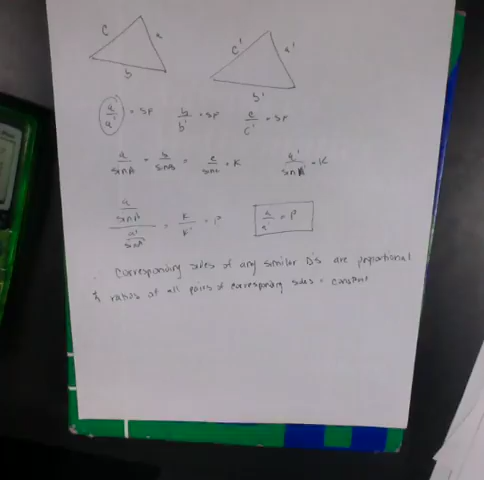 c a c' a'
b b'
a/a' = SF b/b' = SF c/c' = SF
a/sinA = b/sinB = c/sinC = K a'/sinA' = K
(a/sinA)/(a'/sinA') = K/K' = P a/a' = P
∴ corresponding sides of any similar Δ's are proportional
& ratios of all pairs of corresponding sides = constant